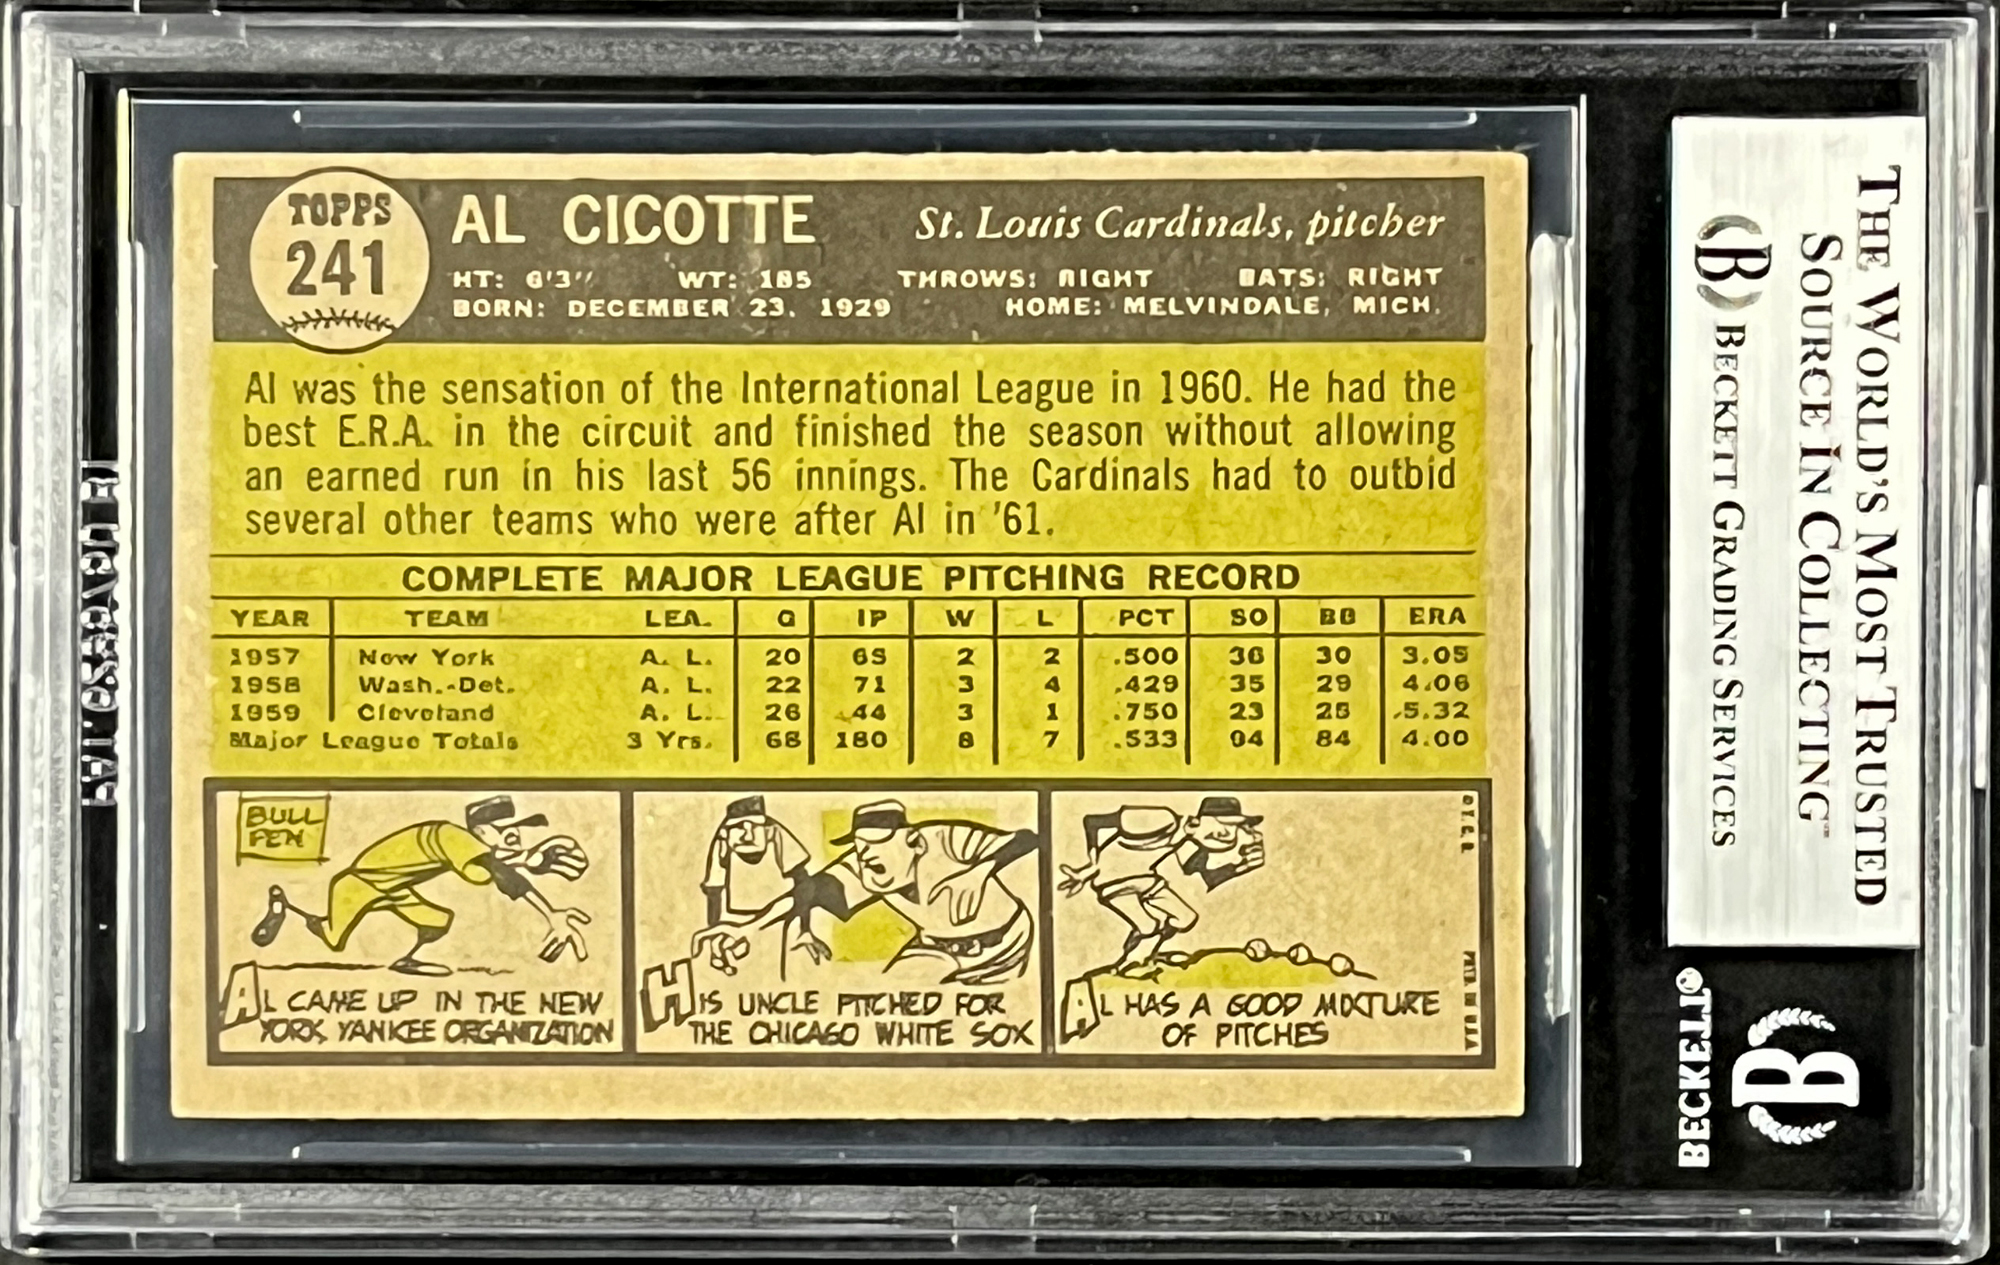 TOPPS
241
AL CICOTTE
St. Louis Cardinals, pitcher
HT: 6'3" WT: 185 THROWS: RIGHT BATS: RIGHT
BORN: DECEMBER 23, 1929 HOME: MELVINDALE, MICH.
Al was the sensation of the International League in 1960. He had the
best E.R.A. in the circuit and finished the season without allowing
an earned run in his last 56 innings. The Cardinals had to outbid
several other teams who were after Al in '61.
COMPLETE MAJOR LEAGUE PITCHING RECORD
YEAR TEAM LEA. G IP W L PCT SO BB ERA
1957 New York A. L. 20 65 2 2 .500 36 30 3.05
1958 Wash.-Det. A. L. 22 71 3 4 .429 35 29 4.06
1959 Cleveland A. L. 26 44 3 1 .750 23 25 5.32
Major League Totals 3 Yrs. 68 180 8 7 .533 94 84 4.00
BULL
PEN
AL CAME UP IN THE NEW
YORK YANKEE ORGANIZATION
HIS UNCLE PITCHED FOR
THE CHICAGO WHITE SOX
AL HAS A GOOD MIXTURE
OF PITCHES
© T. C. G.
PRTD. IN U.S.A.
THE WORLD'S MOST TRUSTED
SOURCE IN COLLECTING™
B BECKETT GRADING SERVICES
BECKETT®
B